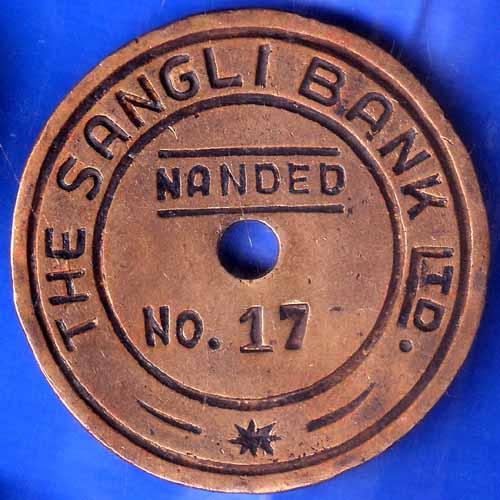 THE SANGLI BANK LTD.
NANDED
NO. 17